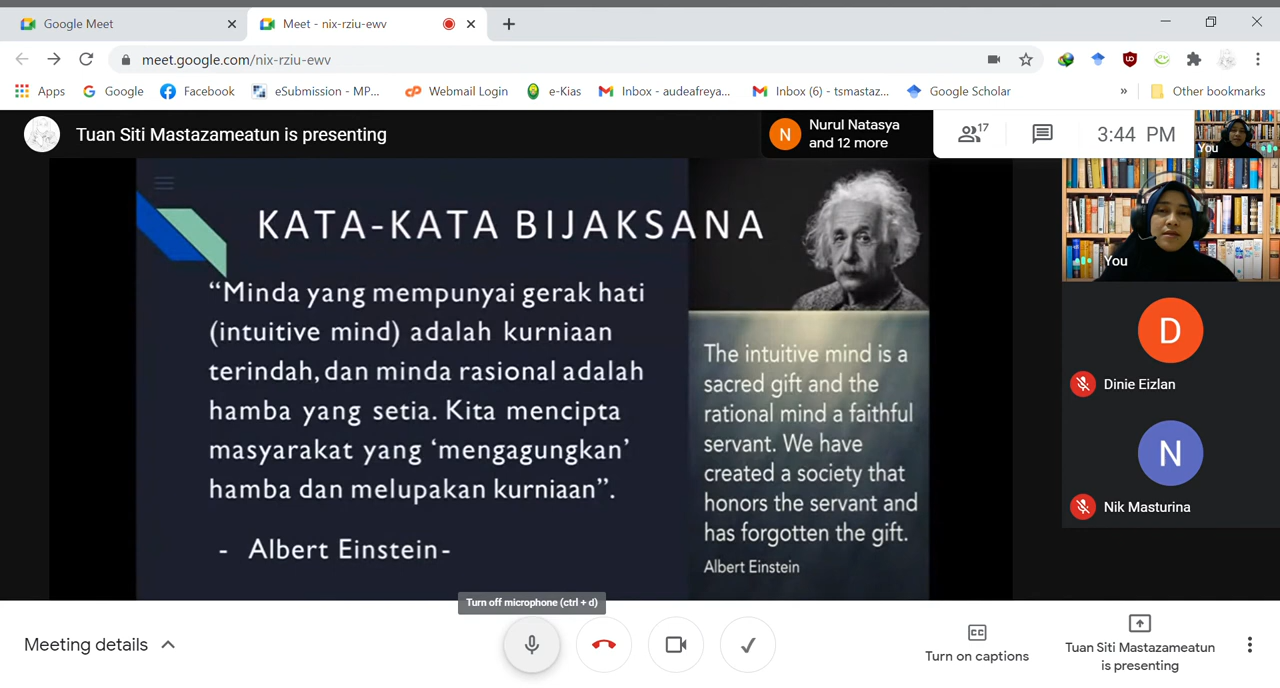 Google Meet
Meet - nix-rziu-ewv
meet.google.com/nix-rziu-ewv
Apps
Google
Facebook
eSubmission - MP...
Webmail Login
e-Kias
Inbox - audeafreya...
Inbox (6) - tsmastaz...
Google Scholar
»
Other bookmarks
Tuan Siti Mastazameatun is presenting
N
Nurul Natasya
and 12 more
17
3:44 PM
You
KATA-KATA BIJAKSANA
“Minda yang mempunyai gerak hati
(intuitive mind) adalah kurniaan
terindah, dan minda rasional adalah
hamba yang setia. Kita mencipta
masyarakat yang ‘mengagungkan’
hamba dan melupakan kurniaan”.
- Albert Einstein-
The intuitive mind is a
sacred gift and the
rational mind a faithful
servant. We have
created a society that
honors the servant and
has forgotten the gift.
Albert Einstein
You
D
Dinie Eizlan
N
Nik Masturina
Turn off microphone (ctrl + d)
Meeting details
Turn on captions
Tuan Siti Mastazameatun
is presenting